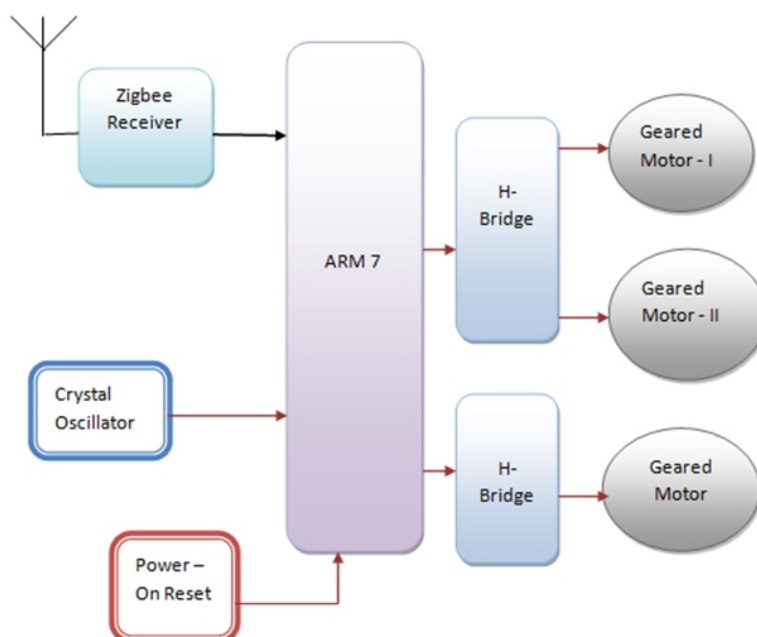 Zigbee
Receiver
ARM 7
H-
Bridge
Geared
Motor - I
Geared
Motor - II
Crystal
Oscillator
H-
Bridge
Geared
Motor
Power –
On Reset